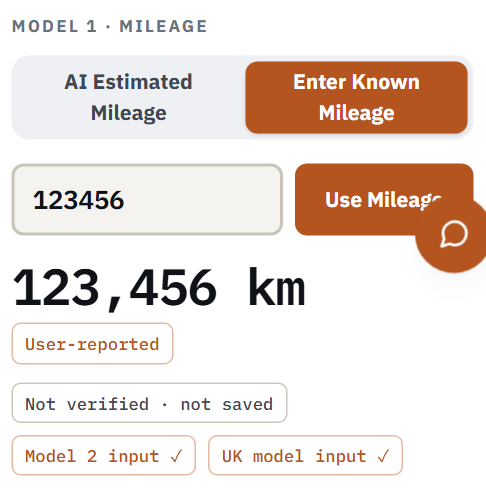 MODEL 1 · MILEAGE
AI Estimated
Mileage
Enter Known
Mileage
123456
Use Mileage
123,456 km
User-reported
Not verified · not saved
Model 2 input ✓
UK model input ✓